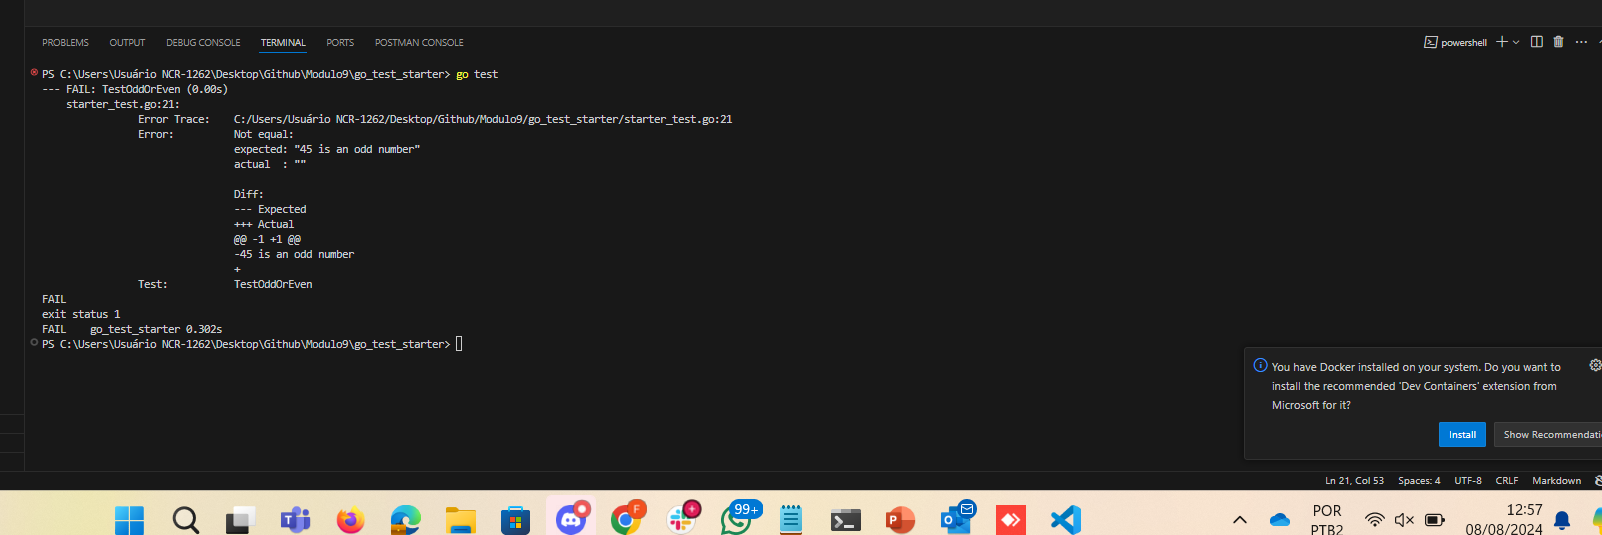 PROBLEMS OUTPUT DEBUG CONSOLE TERMINAL PORTS POSTMAN CONSOLE
powershell
PS C:\Users\Usuário NCR-1262\Desktop\Github\Modulo9\go_test_starter> go test
--- FAIL: TestOddOrEven (0.00s)
starter_test.go:21:
Error Trace: C:/Users/Usuário NCR-1262/Desktop/Github/Modulo9/go_test_starter/starter_test.go:21
Error: Not equal:
expected: "45 is an odd number"
actual  : ""
Diff:
--- Expected
+++ Actual
@@ -1 +1 @@
-45 is an odd number
+
Test: TestOddOrEven
FAIL
exit status 1
FAIL go_test_starter 0.302s
PS C:\Users\Usuário NCR-1262\Desktop\Github\Modulo9\go_test_starter>
You have Docker installed on your system. Do you want to
install the recommended 'Dev Containers' extension from
Microsoft for it?
Install Show Recommendati
Ln 21, Col 53 Spaces: 4 UTF-8 CRLF Markdown
F
99+
POR
PTB2
12:57
08/08/2024